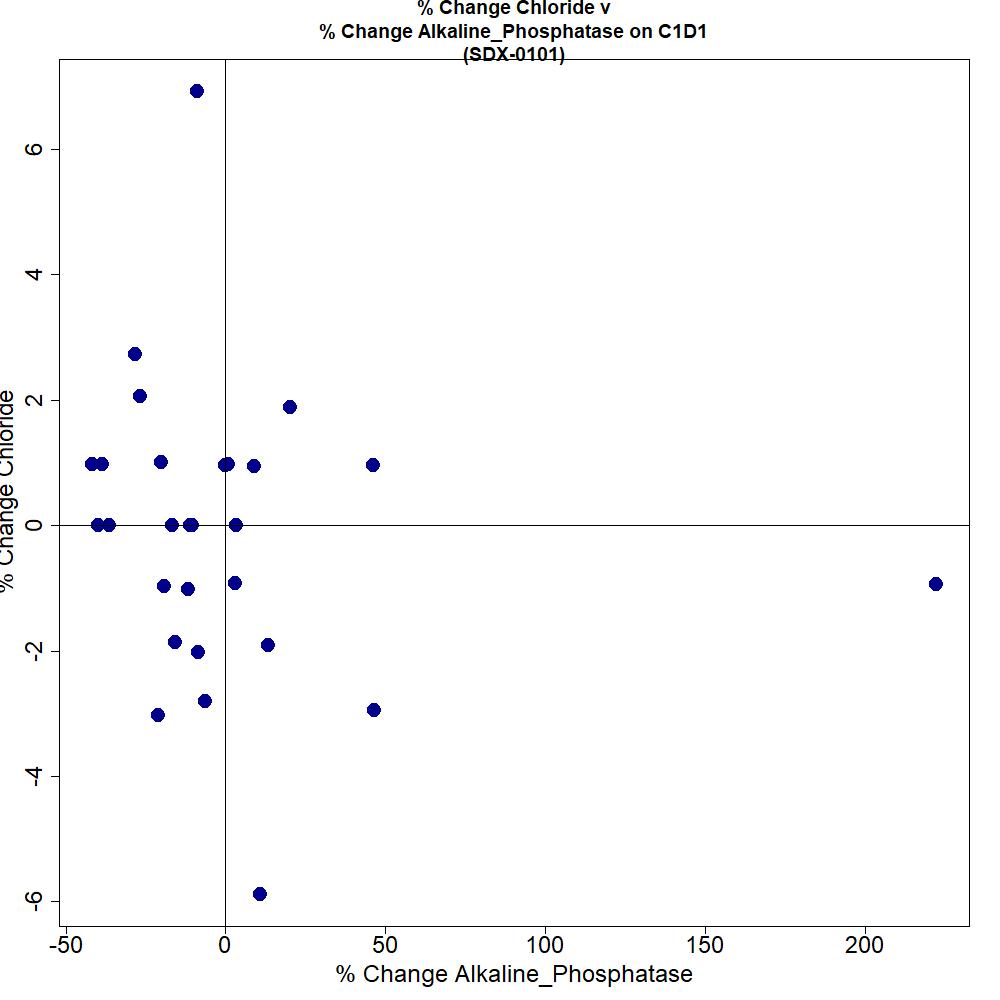 % Change Chloride v
% Change Alkaline_Phosphatase on C1D1
(SDX-0101)
% Change Chloride
6
4
2
0
-2
-4
-6
-50
0
50
100
150
200
% Change Alkaline_Phosphatase